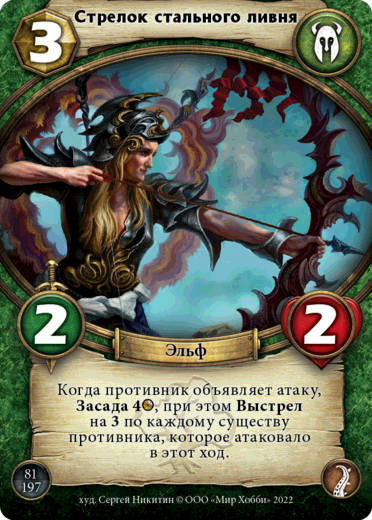 Стрелок стального ливня
3
2
2
Эльф
Когда противник объявляет атаку,
Засада 4, при этом Выстрел
на 3 по каждому существу
противника, которое атаковало
в этот ход.
81
197
худ. Сергей Никитин © ООО «Мир Хобби» 2022